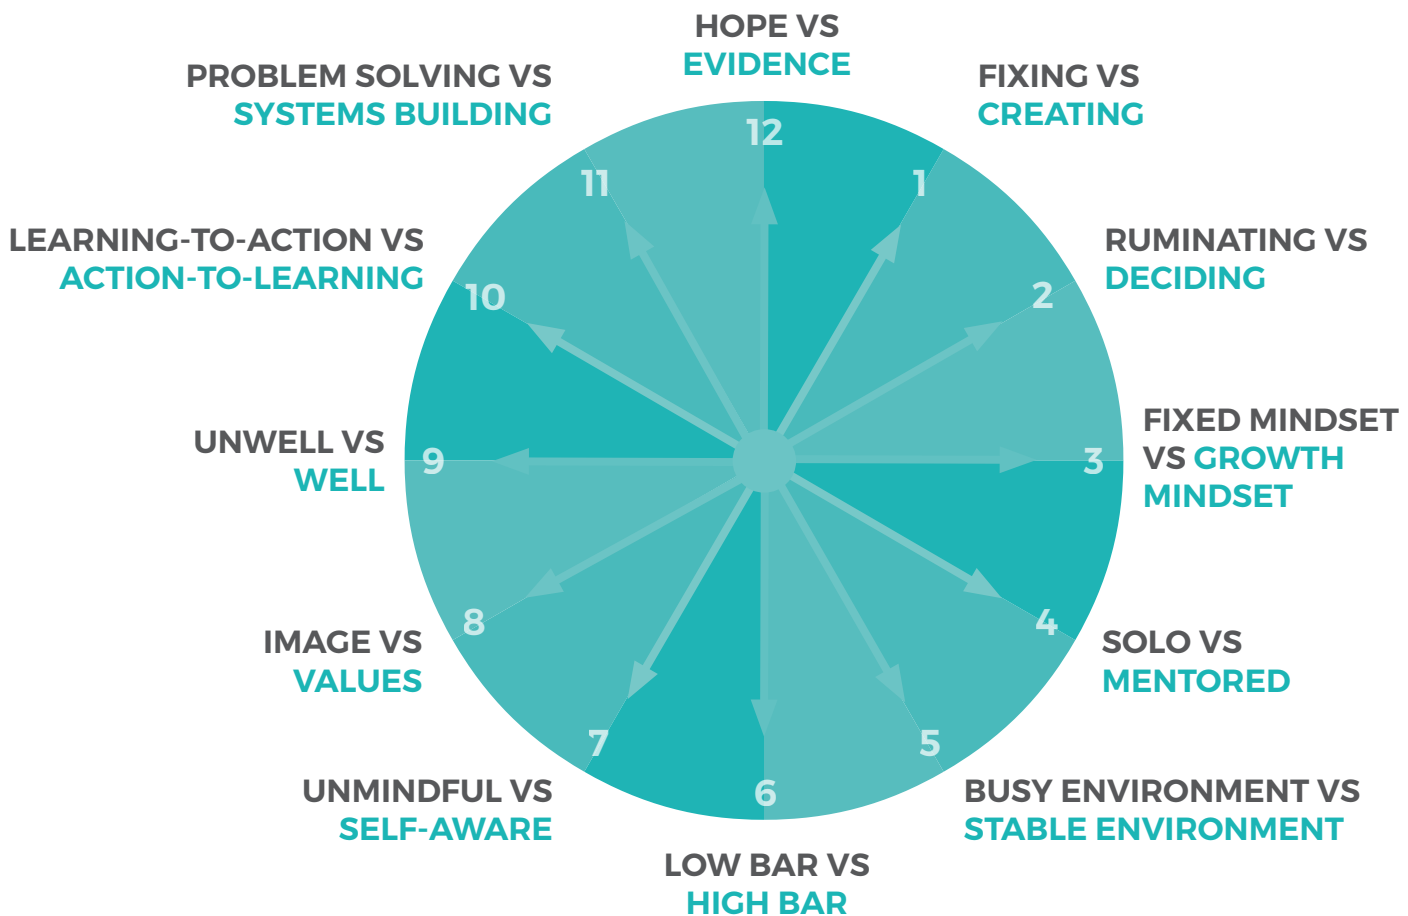 HOPE VS
EVIDENCE
12
FIXING VS
CREATING
1
RUMINATING VS
DECIDING
2
FIXED MINDSET
VS GROWTH
MINDSET
3
SOLO VS
MENTORED
4
BUSY ENVIRONMENT VS
STABLE ENVIRONMENT
5
LOW BAR VS
HIGH BAR
6
UNMINDFUL VS
SELF-AWARE
7
IMAGE VS
VALUES
8
UNWELL VS
WELL
9
LEARNING-TO-ACTION VS
ACTION-TO-LEARNING
10
PROBLEM SOLVING VS
SYSTEMS BUILDING
11